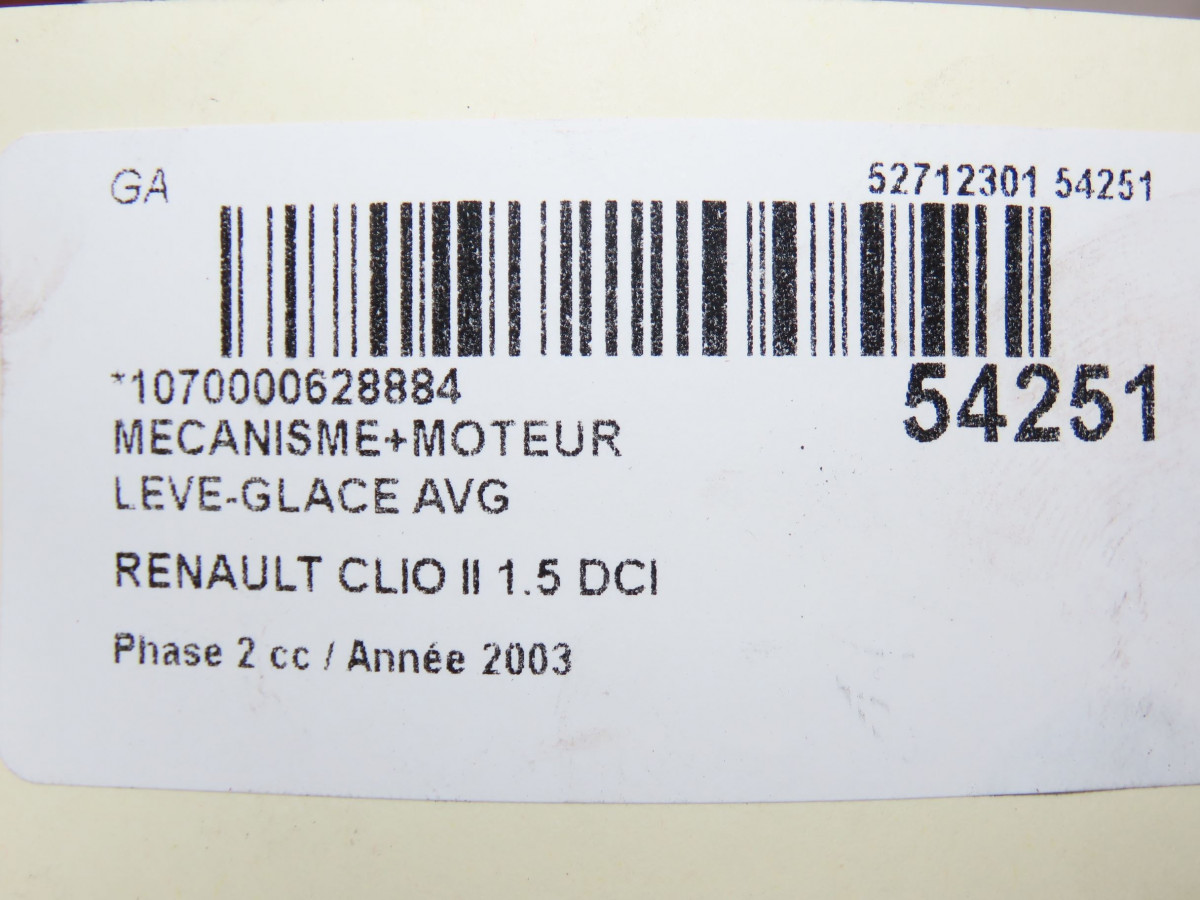 GA
52712301 54251
*1070000628884
54251
MECANISME+MOTEUR
LEVE-GLACE AVG
RENAULT CLIO II 1.5 DCI
Phase 2 cc / Année 2003